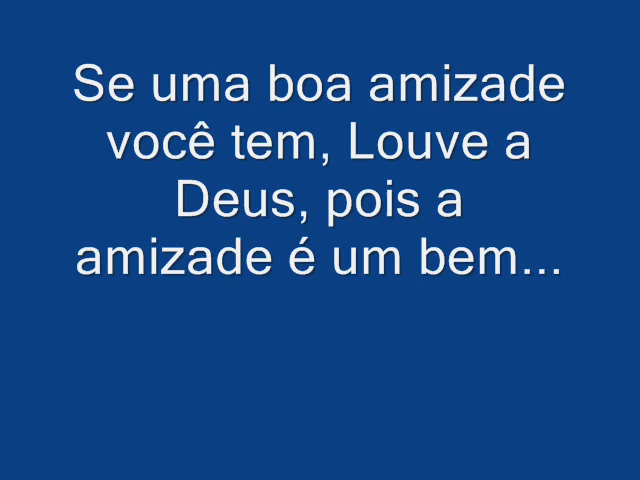 Se uma boa amizade
você tem, Louve a
Deus, pois a
amizade é um bem...